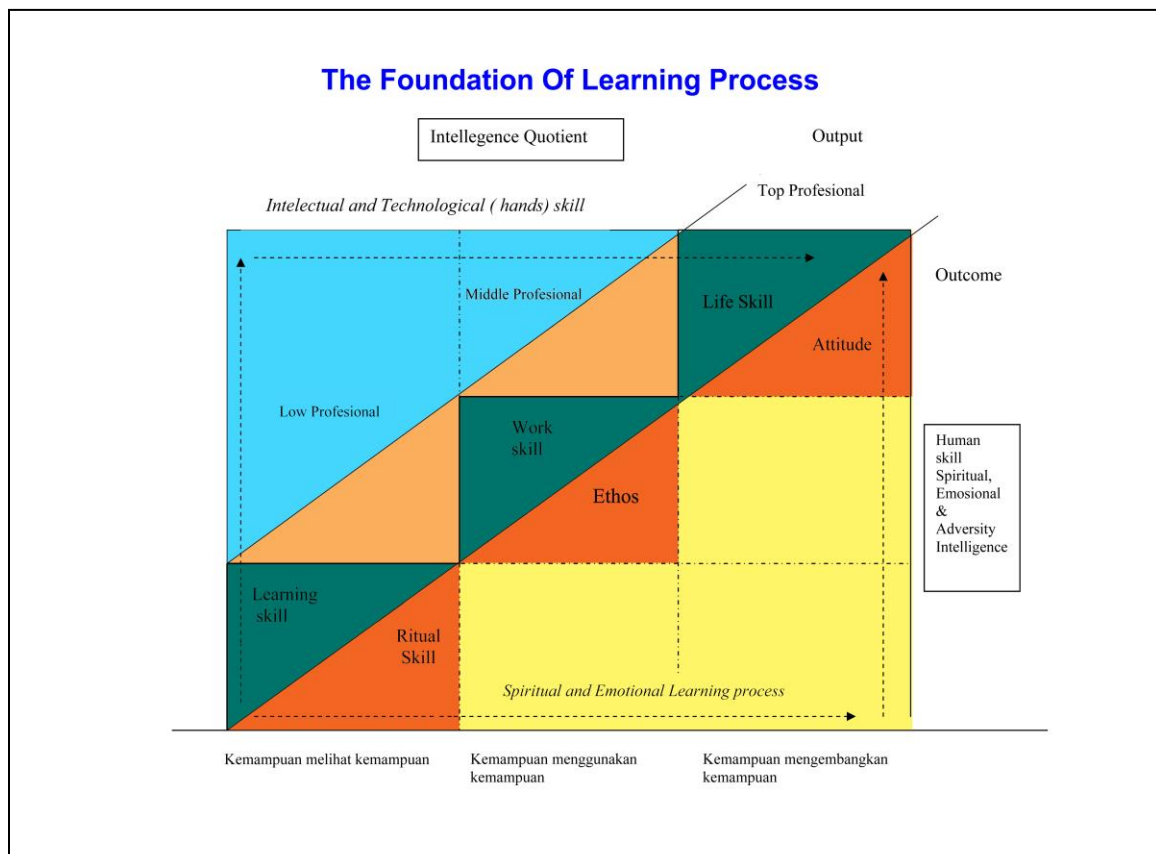 The Foundation Of Learning Process
Intellegence Quotient
Output
Top Profesional
Intelectual and Technological ( hands) skill
Outcome
Middle Profesional
Life Skill
Attitude
Low Profesional
Work
skill
Ethos
Human
skill
Spiritual,
Emosional
&
Adversity
Intelligence
Learning
skill
Ritual
Skill
Spiritual and Emotional Learning process
Kemampuan melihat kemampuan
Kemampuan menggunakan
kemampuan
Kemampuan mengembangkan
kemampuan